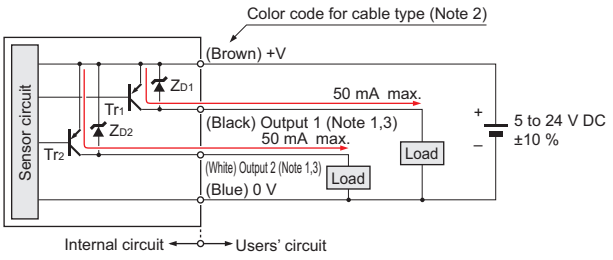 Color code for cable type (Note 2)
(Brown) +V
ZD1
50 mA max.
Tr1
(Black) Output 1 (Note 1,3)
50 mA max.
ZD2
Tr2
Sensor circuit
+
5 to 24 V DC
±10 %
–
Load
(White) Output 2 (Note 1,3)
Load
(Blue) 0 V
Internal circuit
Users' circuit